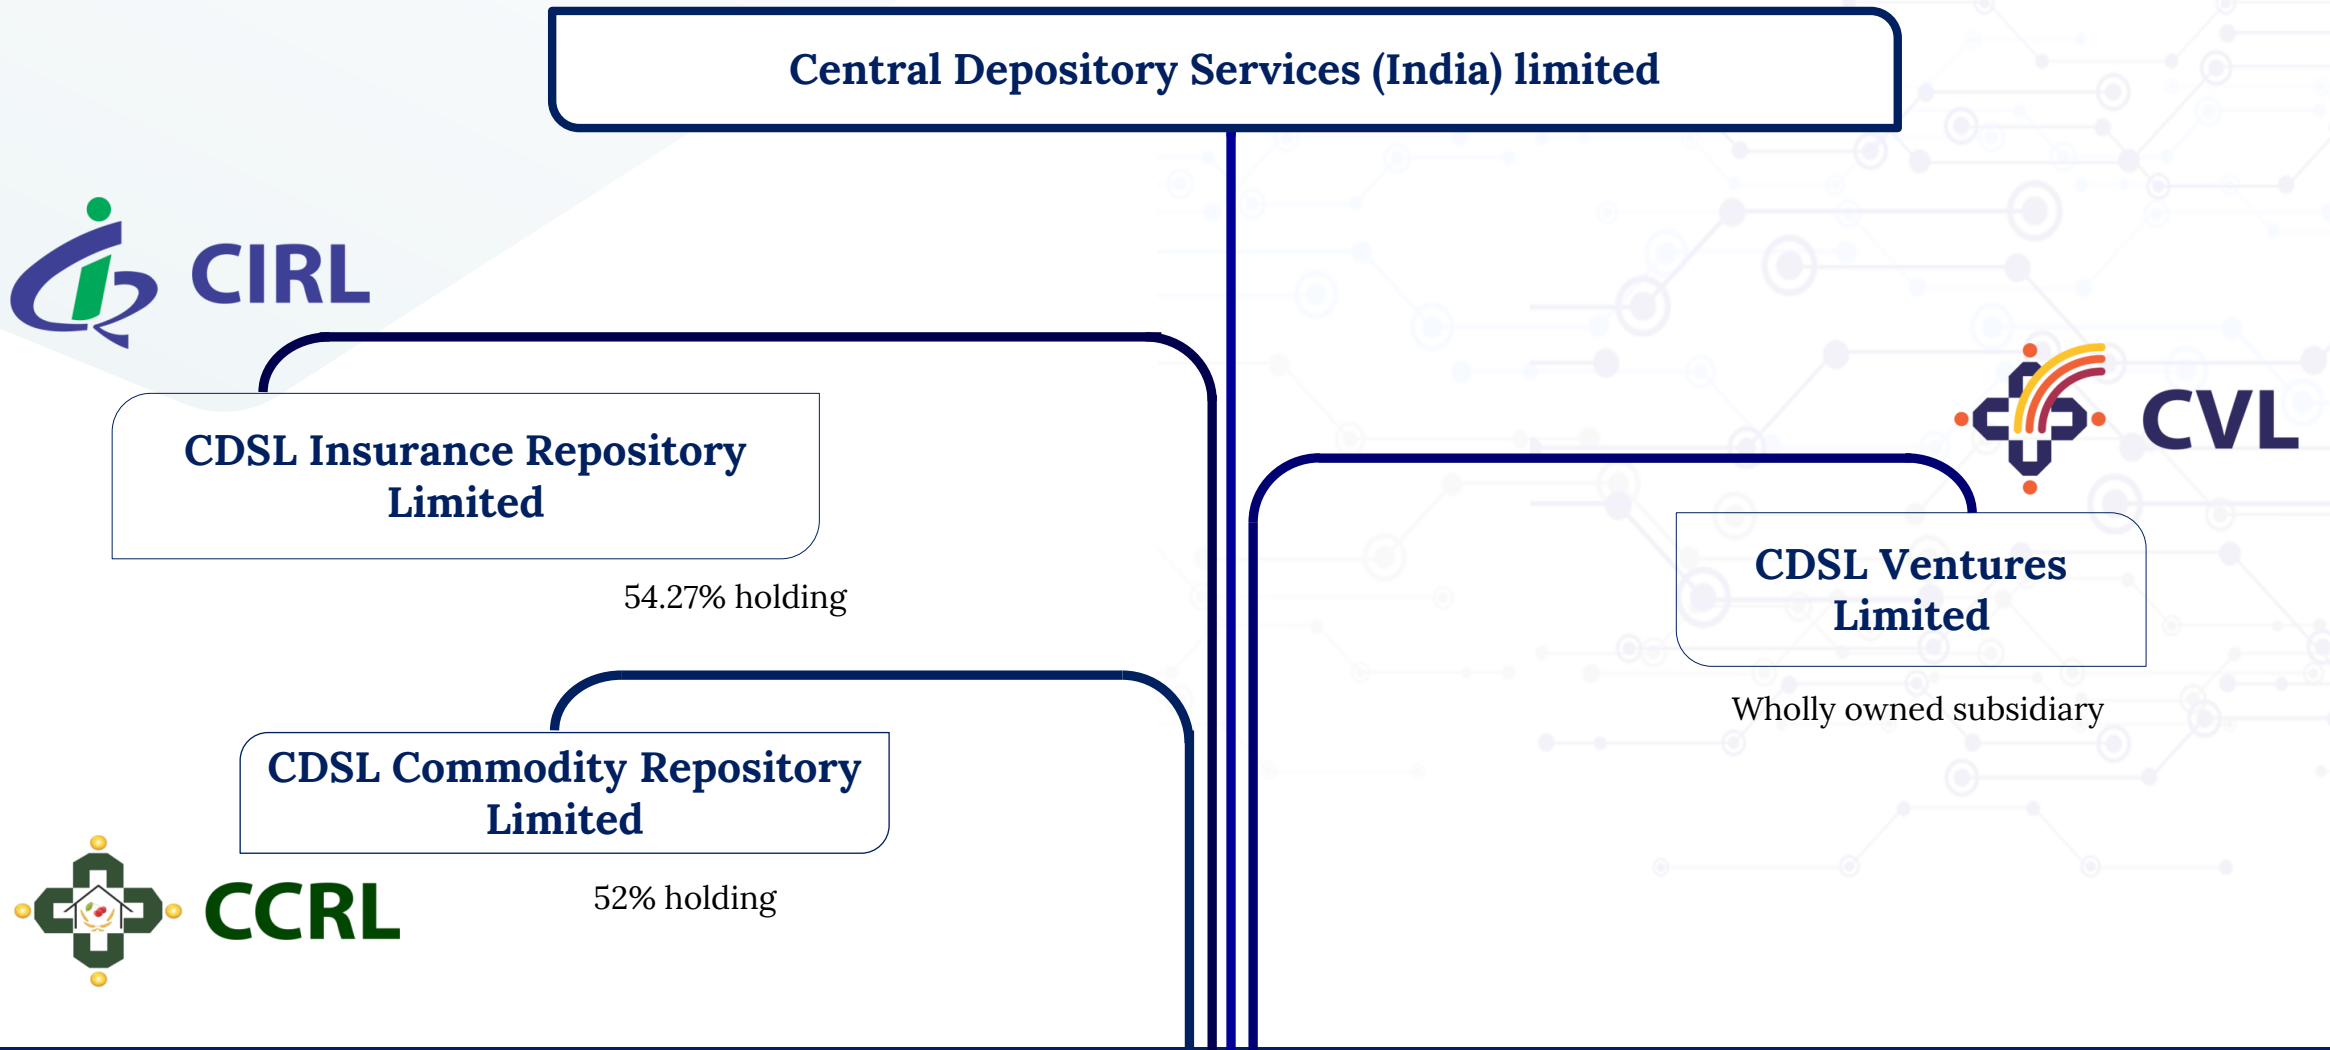 Central Depository Services (India) limited
CIRL
CDSL Insurance Repository
Limited
54.27% holding
CVL
CDSL Ventures
Limited
Wholly owned subsidiary
CDSL Commodity Repository
Limited
52% holding
CCRL